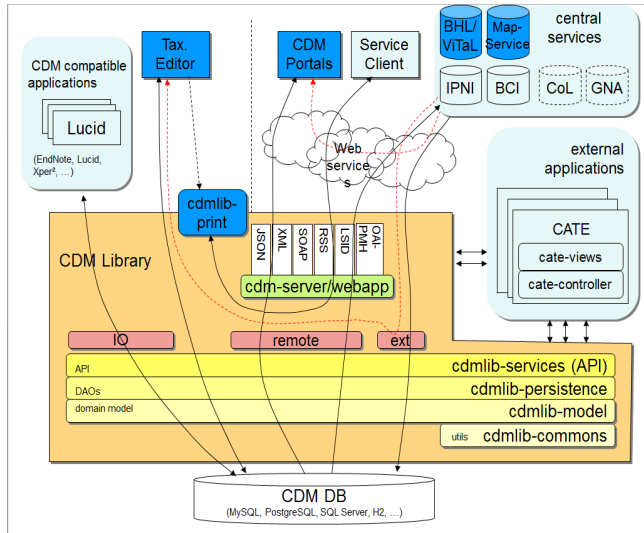 CDM compatible
applications
Lucid
(EndNote, Lucid,
Xper², …)
Tax.
Editor
CDM
Portals
Service
Client
BHL/
ViTaL
Map-
Service
central
services
IPNI
BCI
CoL
GNA
Web
service
s
external
applications
CATE
cate-views
cate-controller
cdmlib-
print
CDM Library
JSON
XML
SOAP
RSS
LSID
OAI-
PMH
cdm-server/webapp
IO
remote
ext
API
cdmlib-services (API)
DAOs
cdmlib-persistence
domain model
cdmlib-model
utils
cdmlib-commons
CDM DB
(MySQL, PostgreSQL, SQL Server, H2, …)